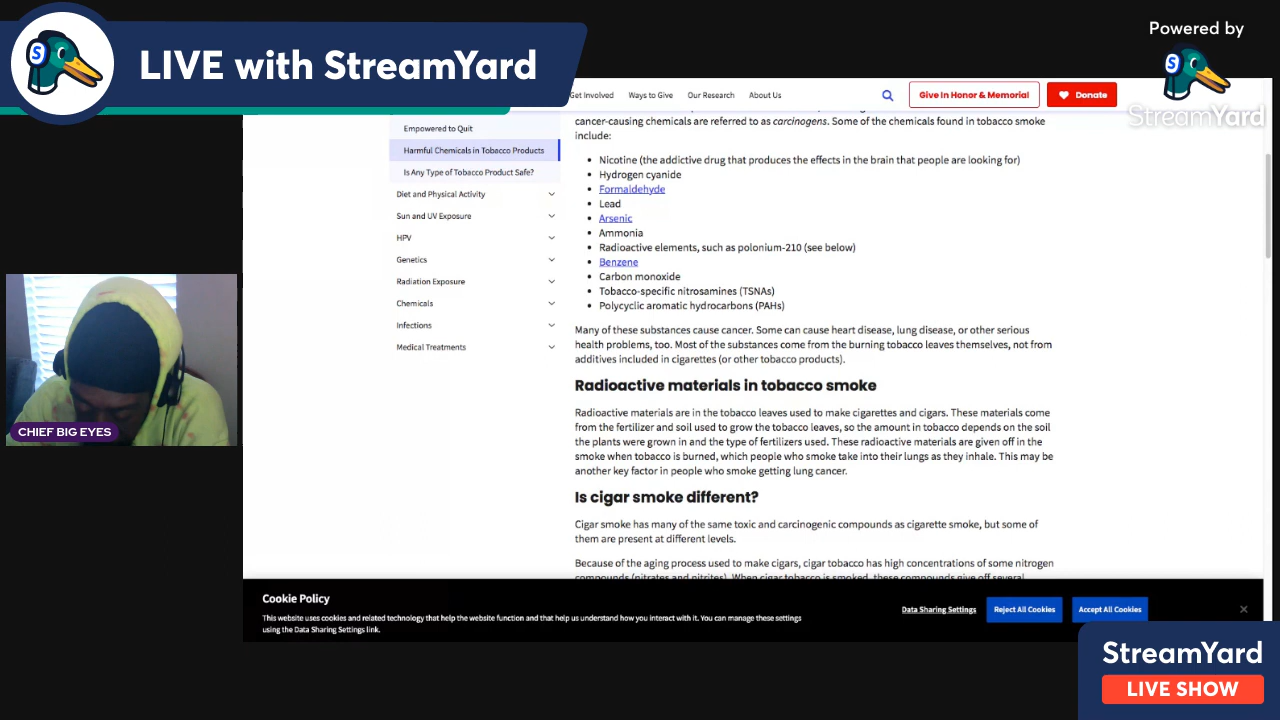 LIVE with StreamYard
Powered by
StreamYard
Get Involved
Ways to Give
Our Research
About Us
Give In Honor & Memorial
Donate
Empowered to Quit
Harmful Chemicals in Tobacco Products
Is Any Type of Tobacco Product Safe?
Diet and Physical Activity
Sun and UV Exposure
HPV
Genetics
Radiation Exposure
Chemicals
Infections
Medical Treatments
cancer-causing chemicals are referred to as carcinogens. Some of the chemicals found in tobacco smoke
include:
Nicotine (the addictive drug that produces the effects in the brain that people are looking for)
Hydrogen cyanide
Formaldehyde
Lead
Arsenic
Ammonia
Radioactive elements, such as polonium-210 (see below)
Benzene
Carbon monoxide
Tobacco-specific nitrosamines (TSNAs)
Polycyclic aromatic hydrocarbons (PAHs)
Many of these substances cause cancer. Some can cause heart disease, lung disease, or other serious
health problems, too. Most of the substances come from the burning tobacco leaves themselves, not from
additives included in cigarettes (or other tobacco products).
Radioactive materials in tobacco smoke
Radioactive materials are in the tobacco leaves used to make cigarettes and cigars. These materials come
from the fertilizer and soil used to grow the tobacco leaves, so the amount in tobacco depends on the soil
the plants were grown in and the type of fertilizers used. These radioactive materials are given off in the
smoke when tobacco is burned, which people who smoke take into their lungs as they inhale. This may be
another key factor in people who smoke getting lung cancer.
Is cigar smoke different?
Cigar smoke has many of the same toxic and carcinogenic compounds as cigarette smoke, but some of
them are present at different levels.
Because of the aging process used to make cigars, cigar tobacco has high concentrations of some nitrogen
compounds (nitrates and nitrites). When cigar tobacco is smoked, these compounds give off several
CHIEF BIG EYES
Cookie Policy
This website uses cookies and related technology that help the website function and that help us understand how you interact with it. You can manage these settings
using the Data Sharing Settings link.
Data Sharing Settings
Reject All Cookies
Accept All Cookies
StreamYard
LIVE SHOW